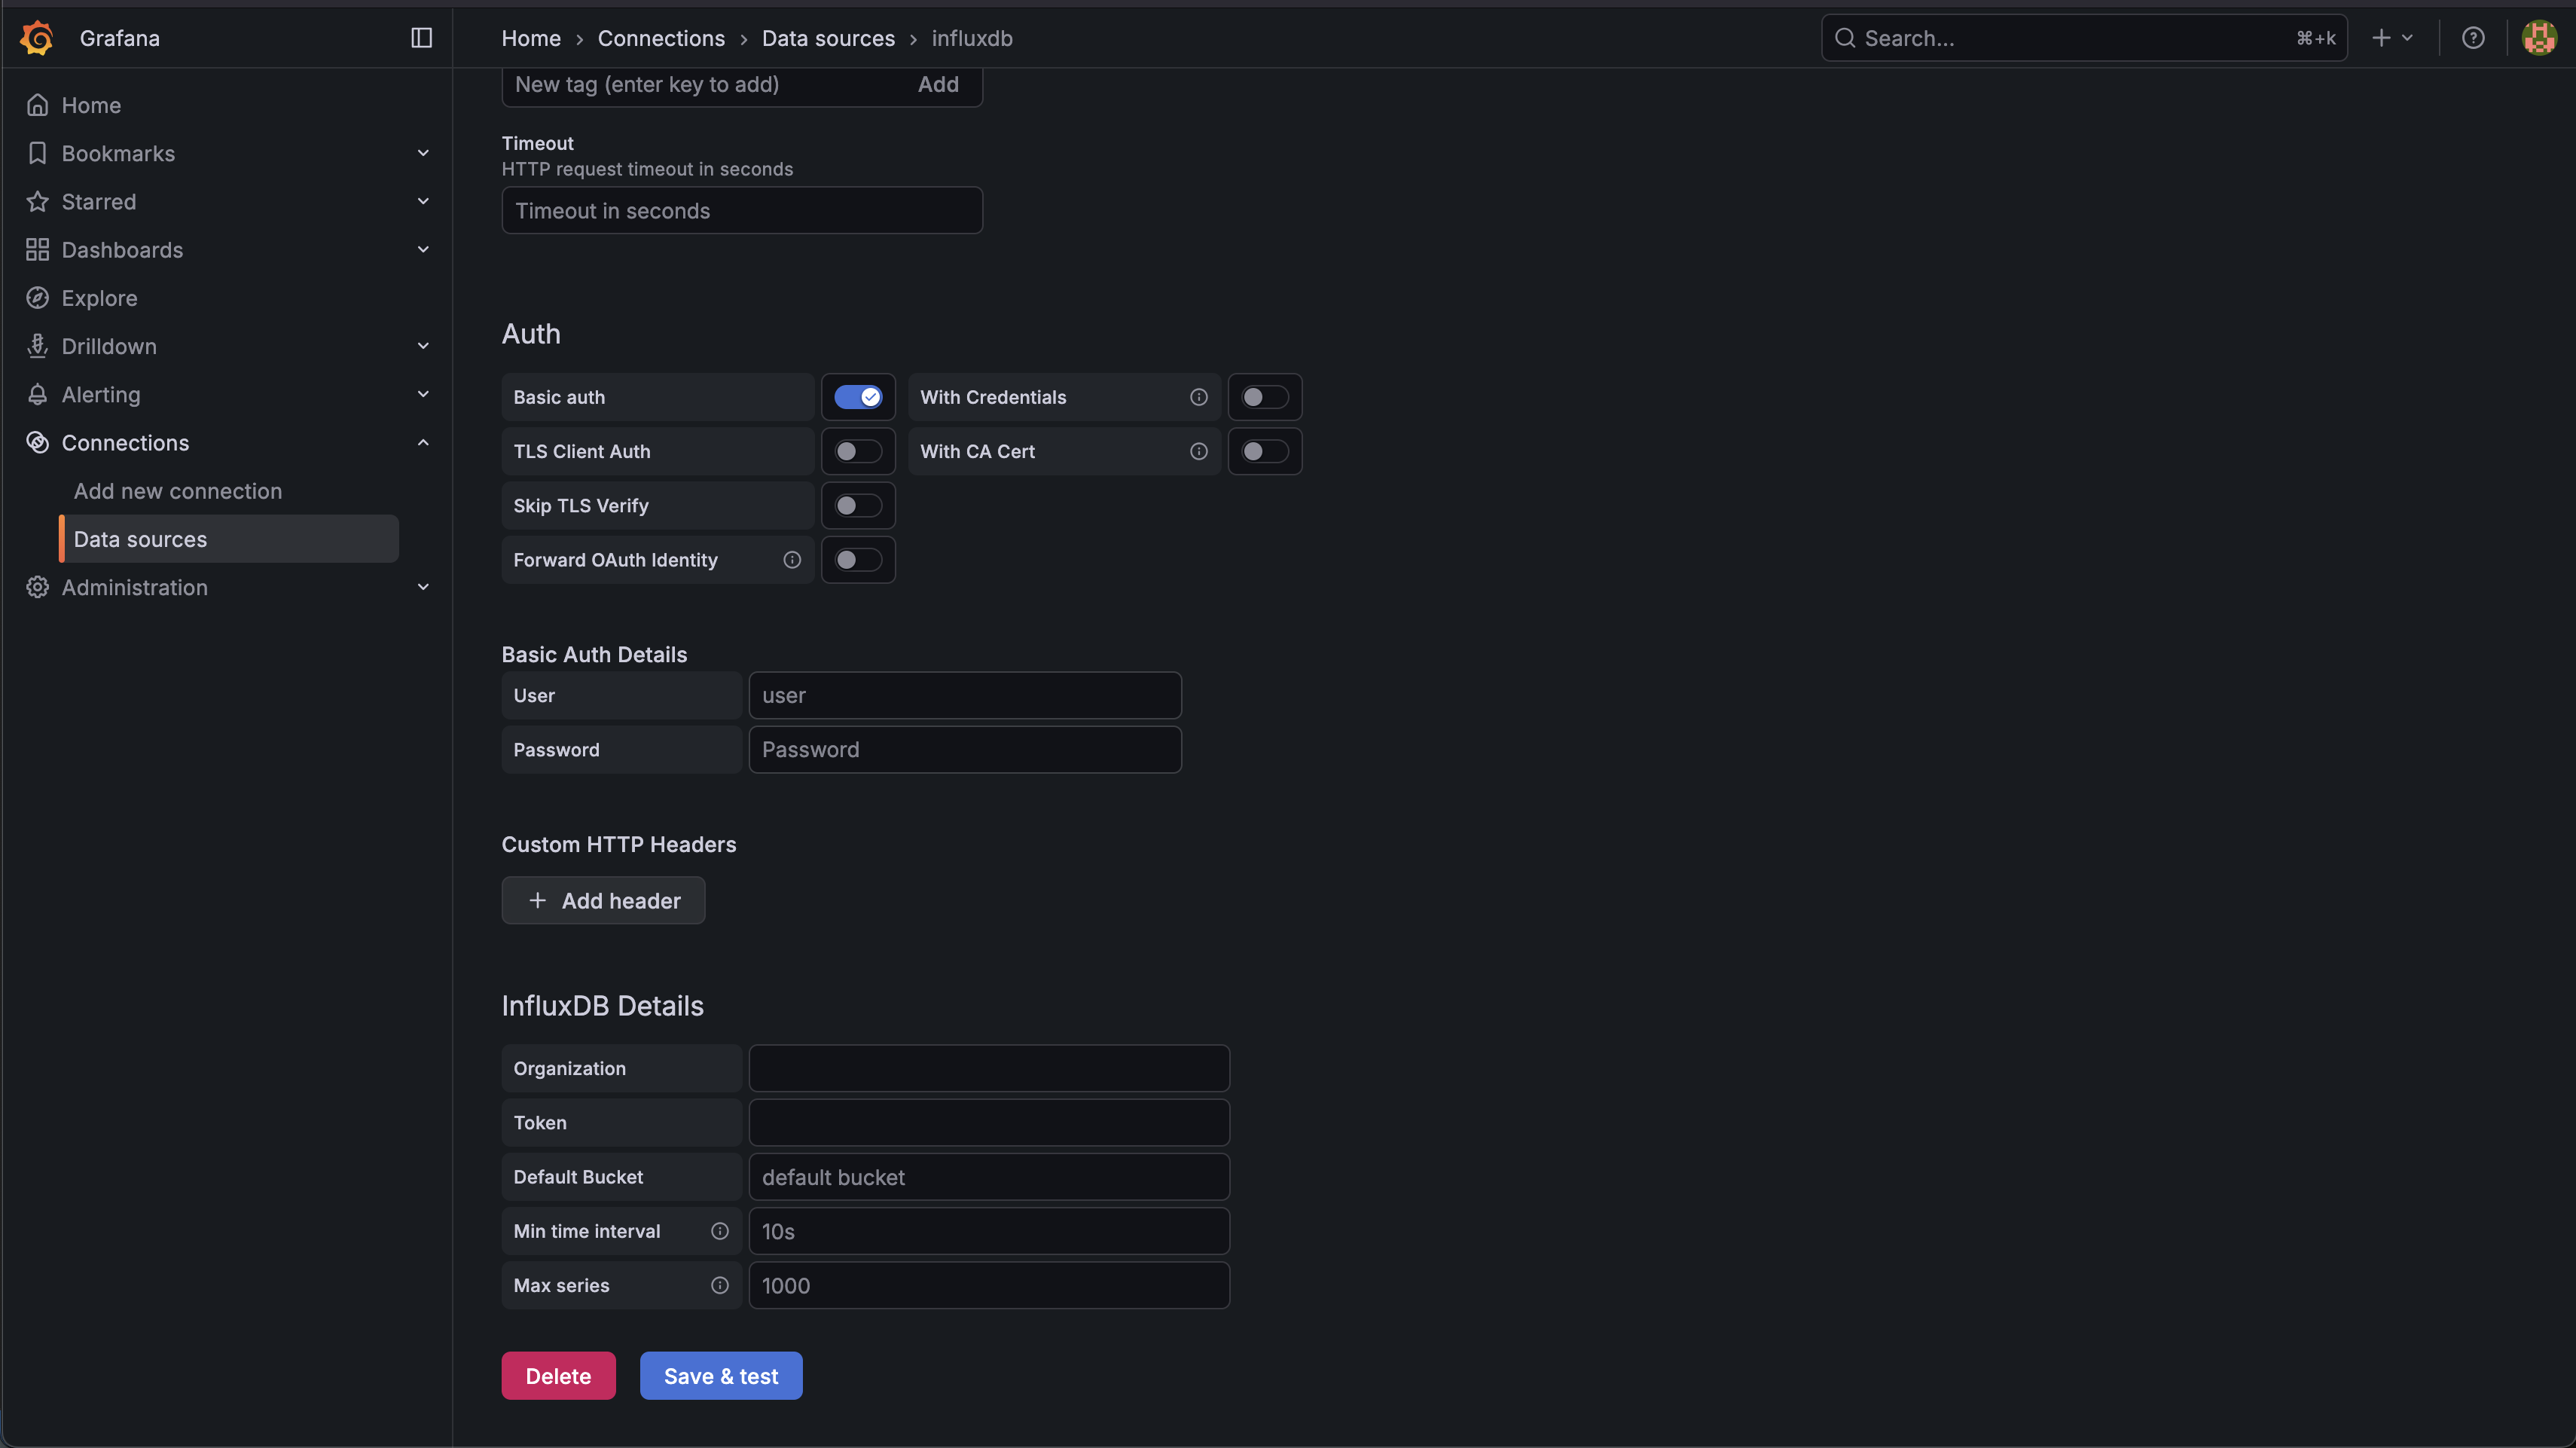 Grafana
Home › Connections › Data sources › influxdb
Search...
⌘+k
Home
Bookmarks
Starred
Dashboards
Explore
Drilldown
Alerting
Connections
Add new connection
Data sources
Administration
New tag (enter key to add)
Add
Timeout
HTTP request timeout in seconds
Timeout in seconds
Auth
Basic auth
With Credentials
TLS Client Auth
With CA Cert
Skip TLS Verify
Forward OAuth Identity
Basic Auth Details
User
user
Password
Password
Custom HTTP Headers
+ Add header
InfluxDB Details
Organization
Token
Default Bucket
default bucket
Min time interval
10s
Max series
1000
Delete
Save & test